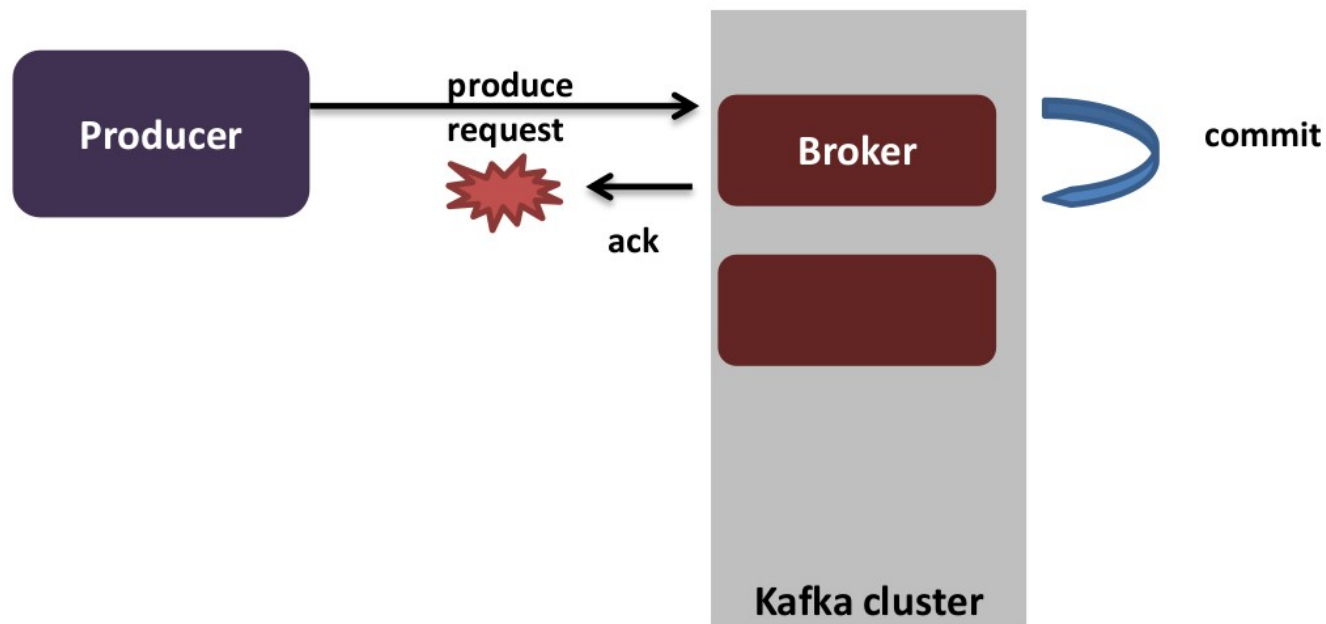 Producer
produce
request
ack
Broker
commit
Kafka cluster